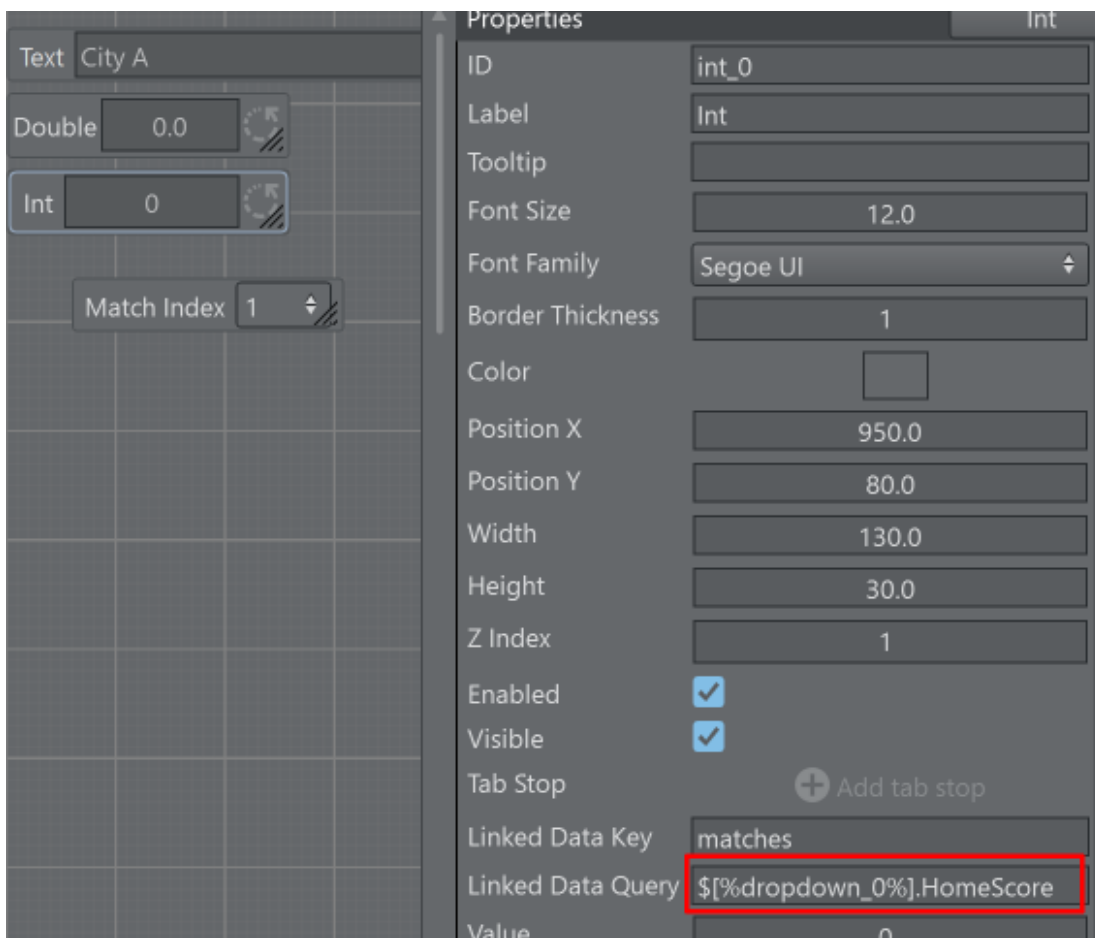 Text City A
Double 0.0
Int 0
Match Index 1
Properties Int
ID int_0
Label Int
Tooltip
Font Size 12.0
Font Family Segoe UI
Border Thickness 1
Color
Position X 950.0
Position Y 80.0
Width 130.0
Height 30.0
Z Index 1
Enabled
Visible
Tab Stop Add tab stop
Linked Data Key matches
Linked Data Query $[%dropdown_0%].HomeScore
Value 0